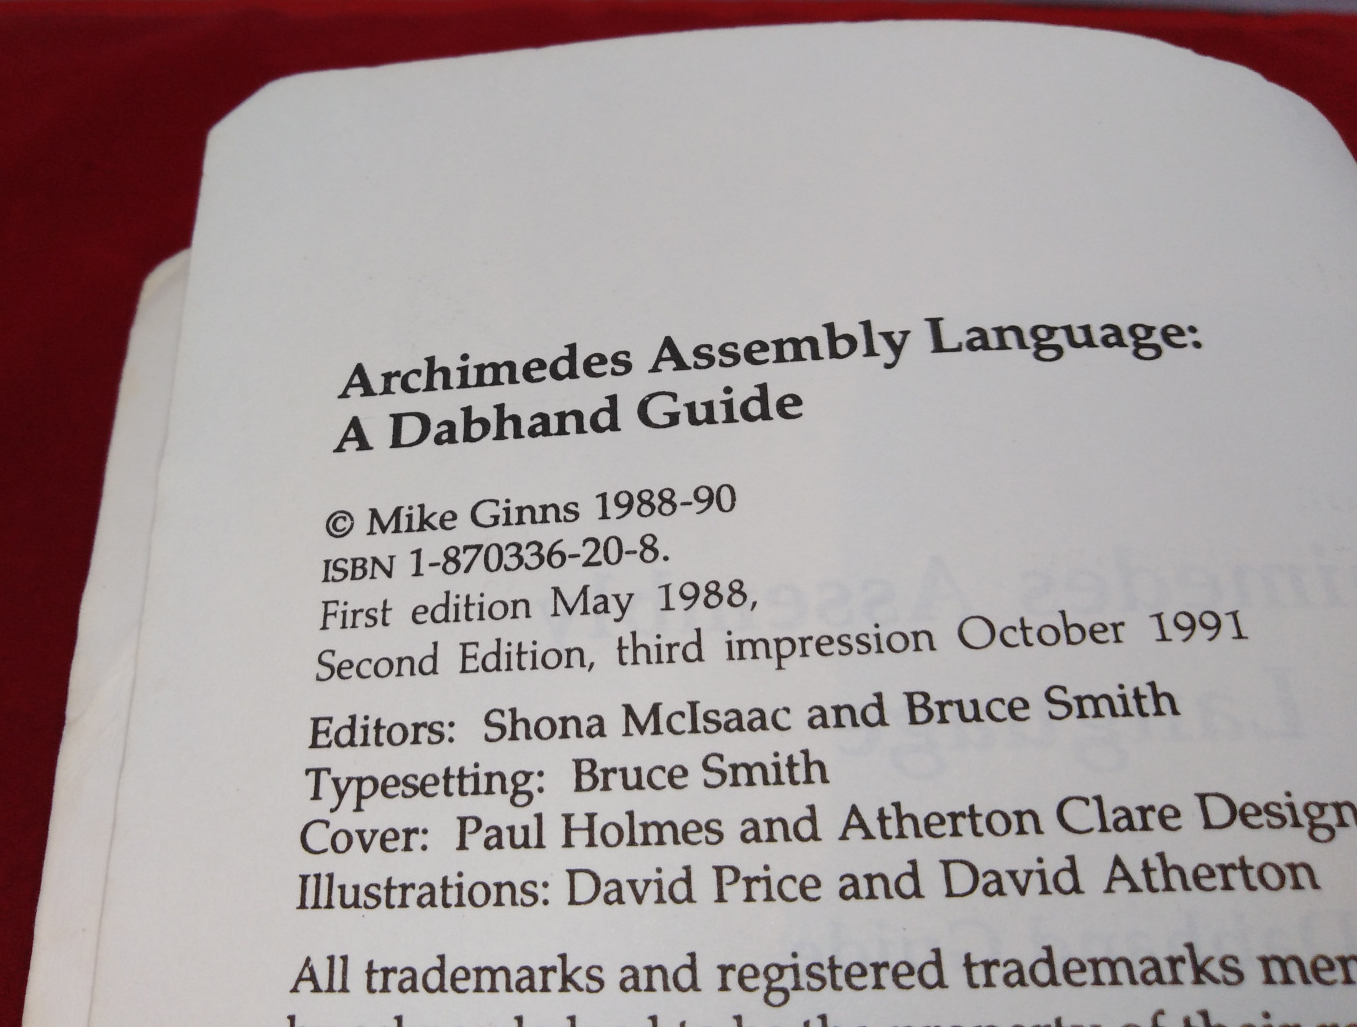 Archimedes Assembly Language:
A Dabhand Guide
© Mike Ginns 1988-90
ISBN 1-870336-20-8.
First edition May 1988,
Second Edition, third impression October 1991
Editors: Shona McIsaac and Bruce Smith
Typesetting: Bruce Smith
Cover: Paul Holmes and Atherton Clare Design
Illustrations: David Price and David Atherton
All trademarks and registered trademarks